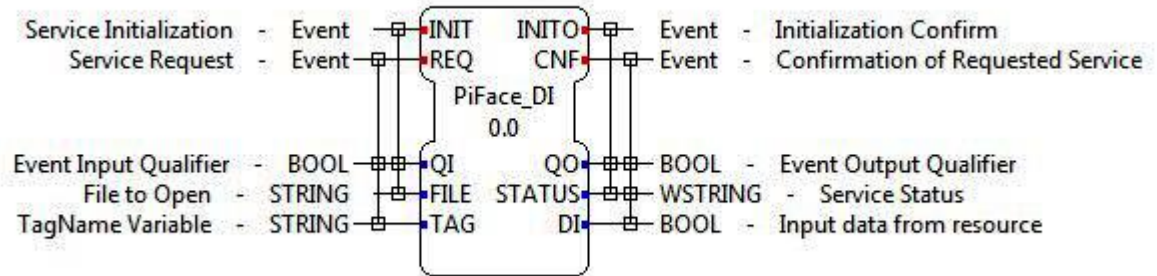 Service Initialization - Event INIT INITO Event - Initialization Confirm
Service Request - Event REQ CNF Event - Confirmation of Requested Service
PiFace_DI
0.0
Event Input Qualifier - BOOL QI QO BOOL - Event Output Qualifier
File to Open - STRING FILE STATUS WSTRING - Service Status
TagName Variable - STRING TAG DI BOOL - Input data from resource